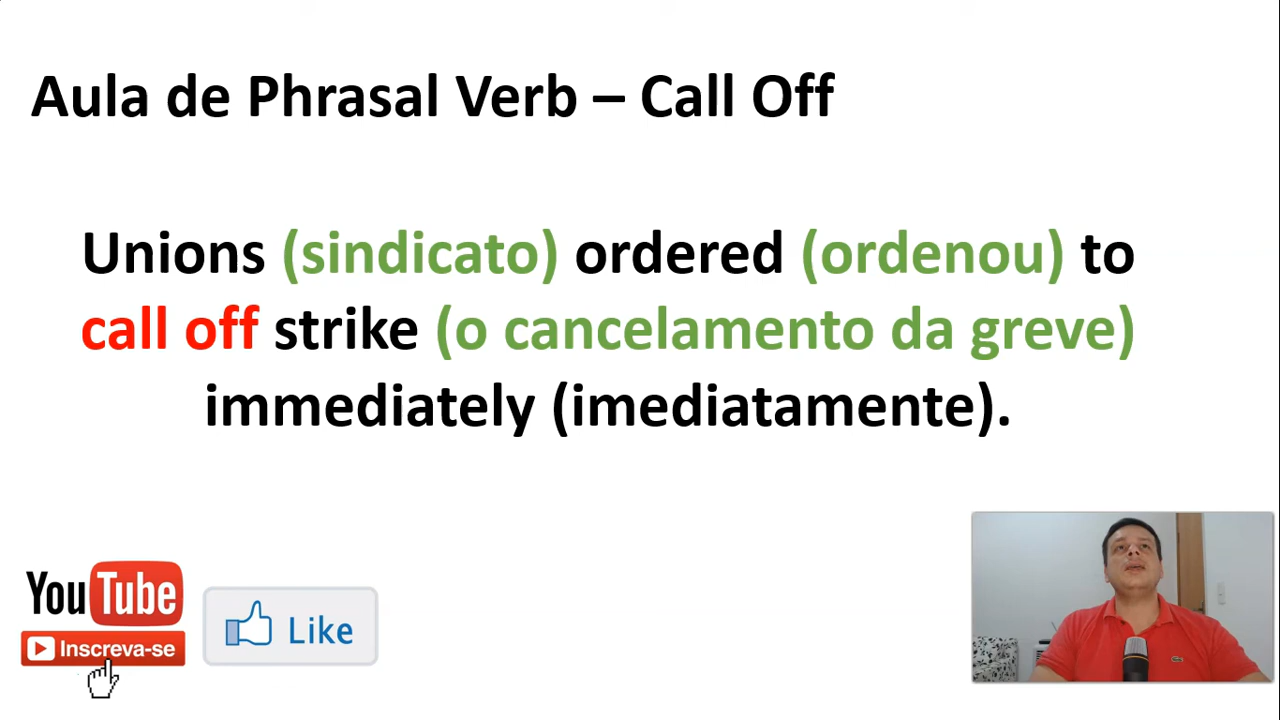 Aula de Phrasal Verb – Call Off
Unions (sindicato) ordered (ordenou) to
call off strike (o cancelamento da greve)
immediately (imediatamente).
YouTube
Inscreva-se
Like